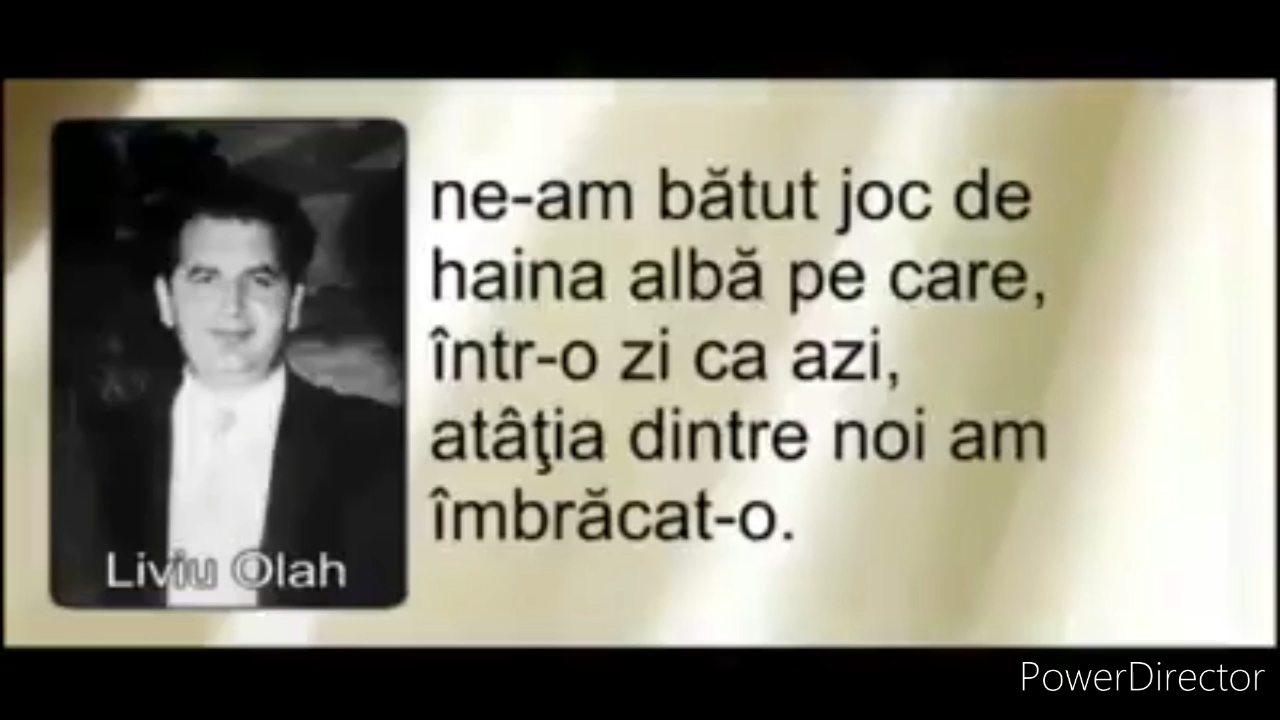 ne-am bătut joc de
haina albă pe care,
într-o zi ca azi,
atâţia dintre noi am
îmbrăcat-o.
Liviu Olah
PowerDirector